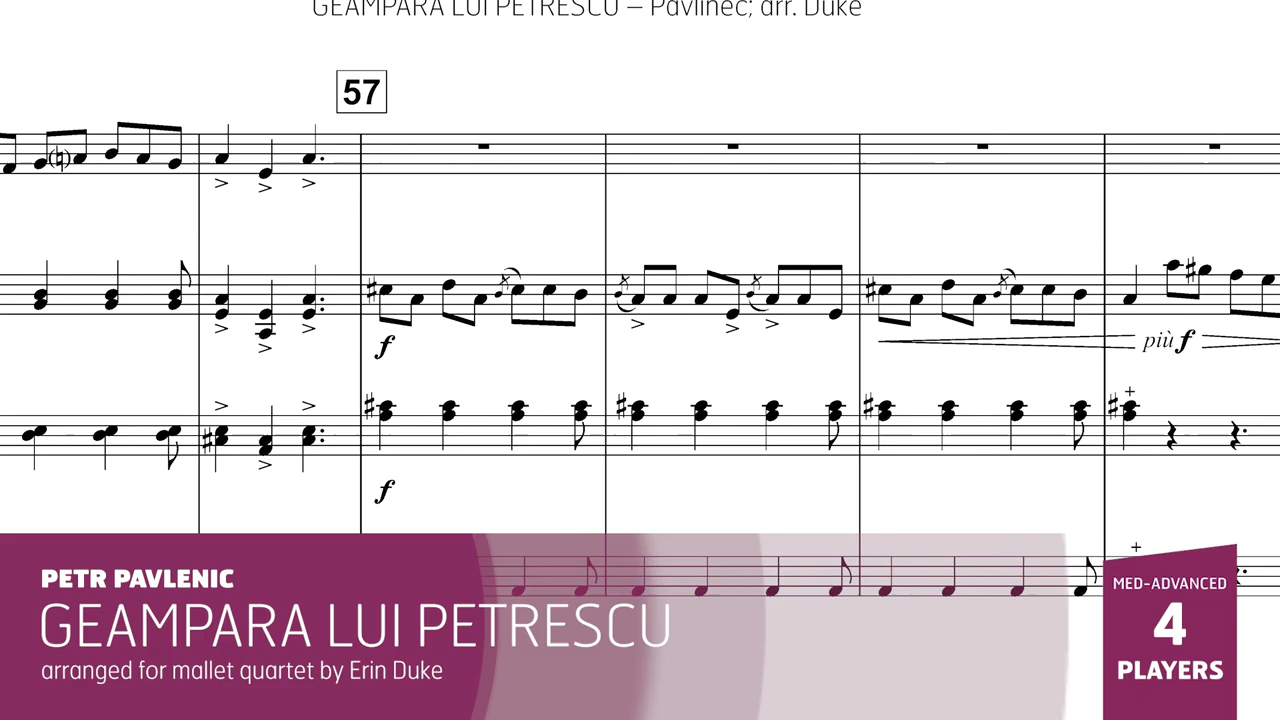 GEAMPARA LUI PETRESCU – Pavlinec; arr. Duke
57
f
più f
f
PETR PAVLENIC
GEAMPARA LUI PETRESCU
arranged for mallet quartet by Erin Duke
MED-ADVANCED
4
PLAYERS